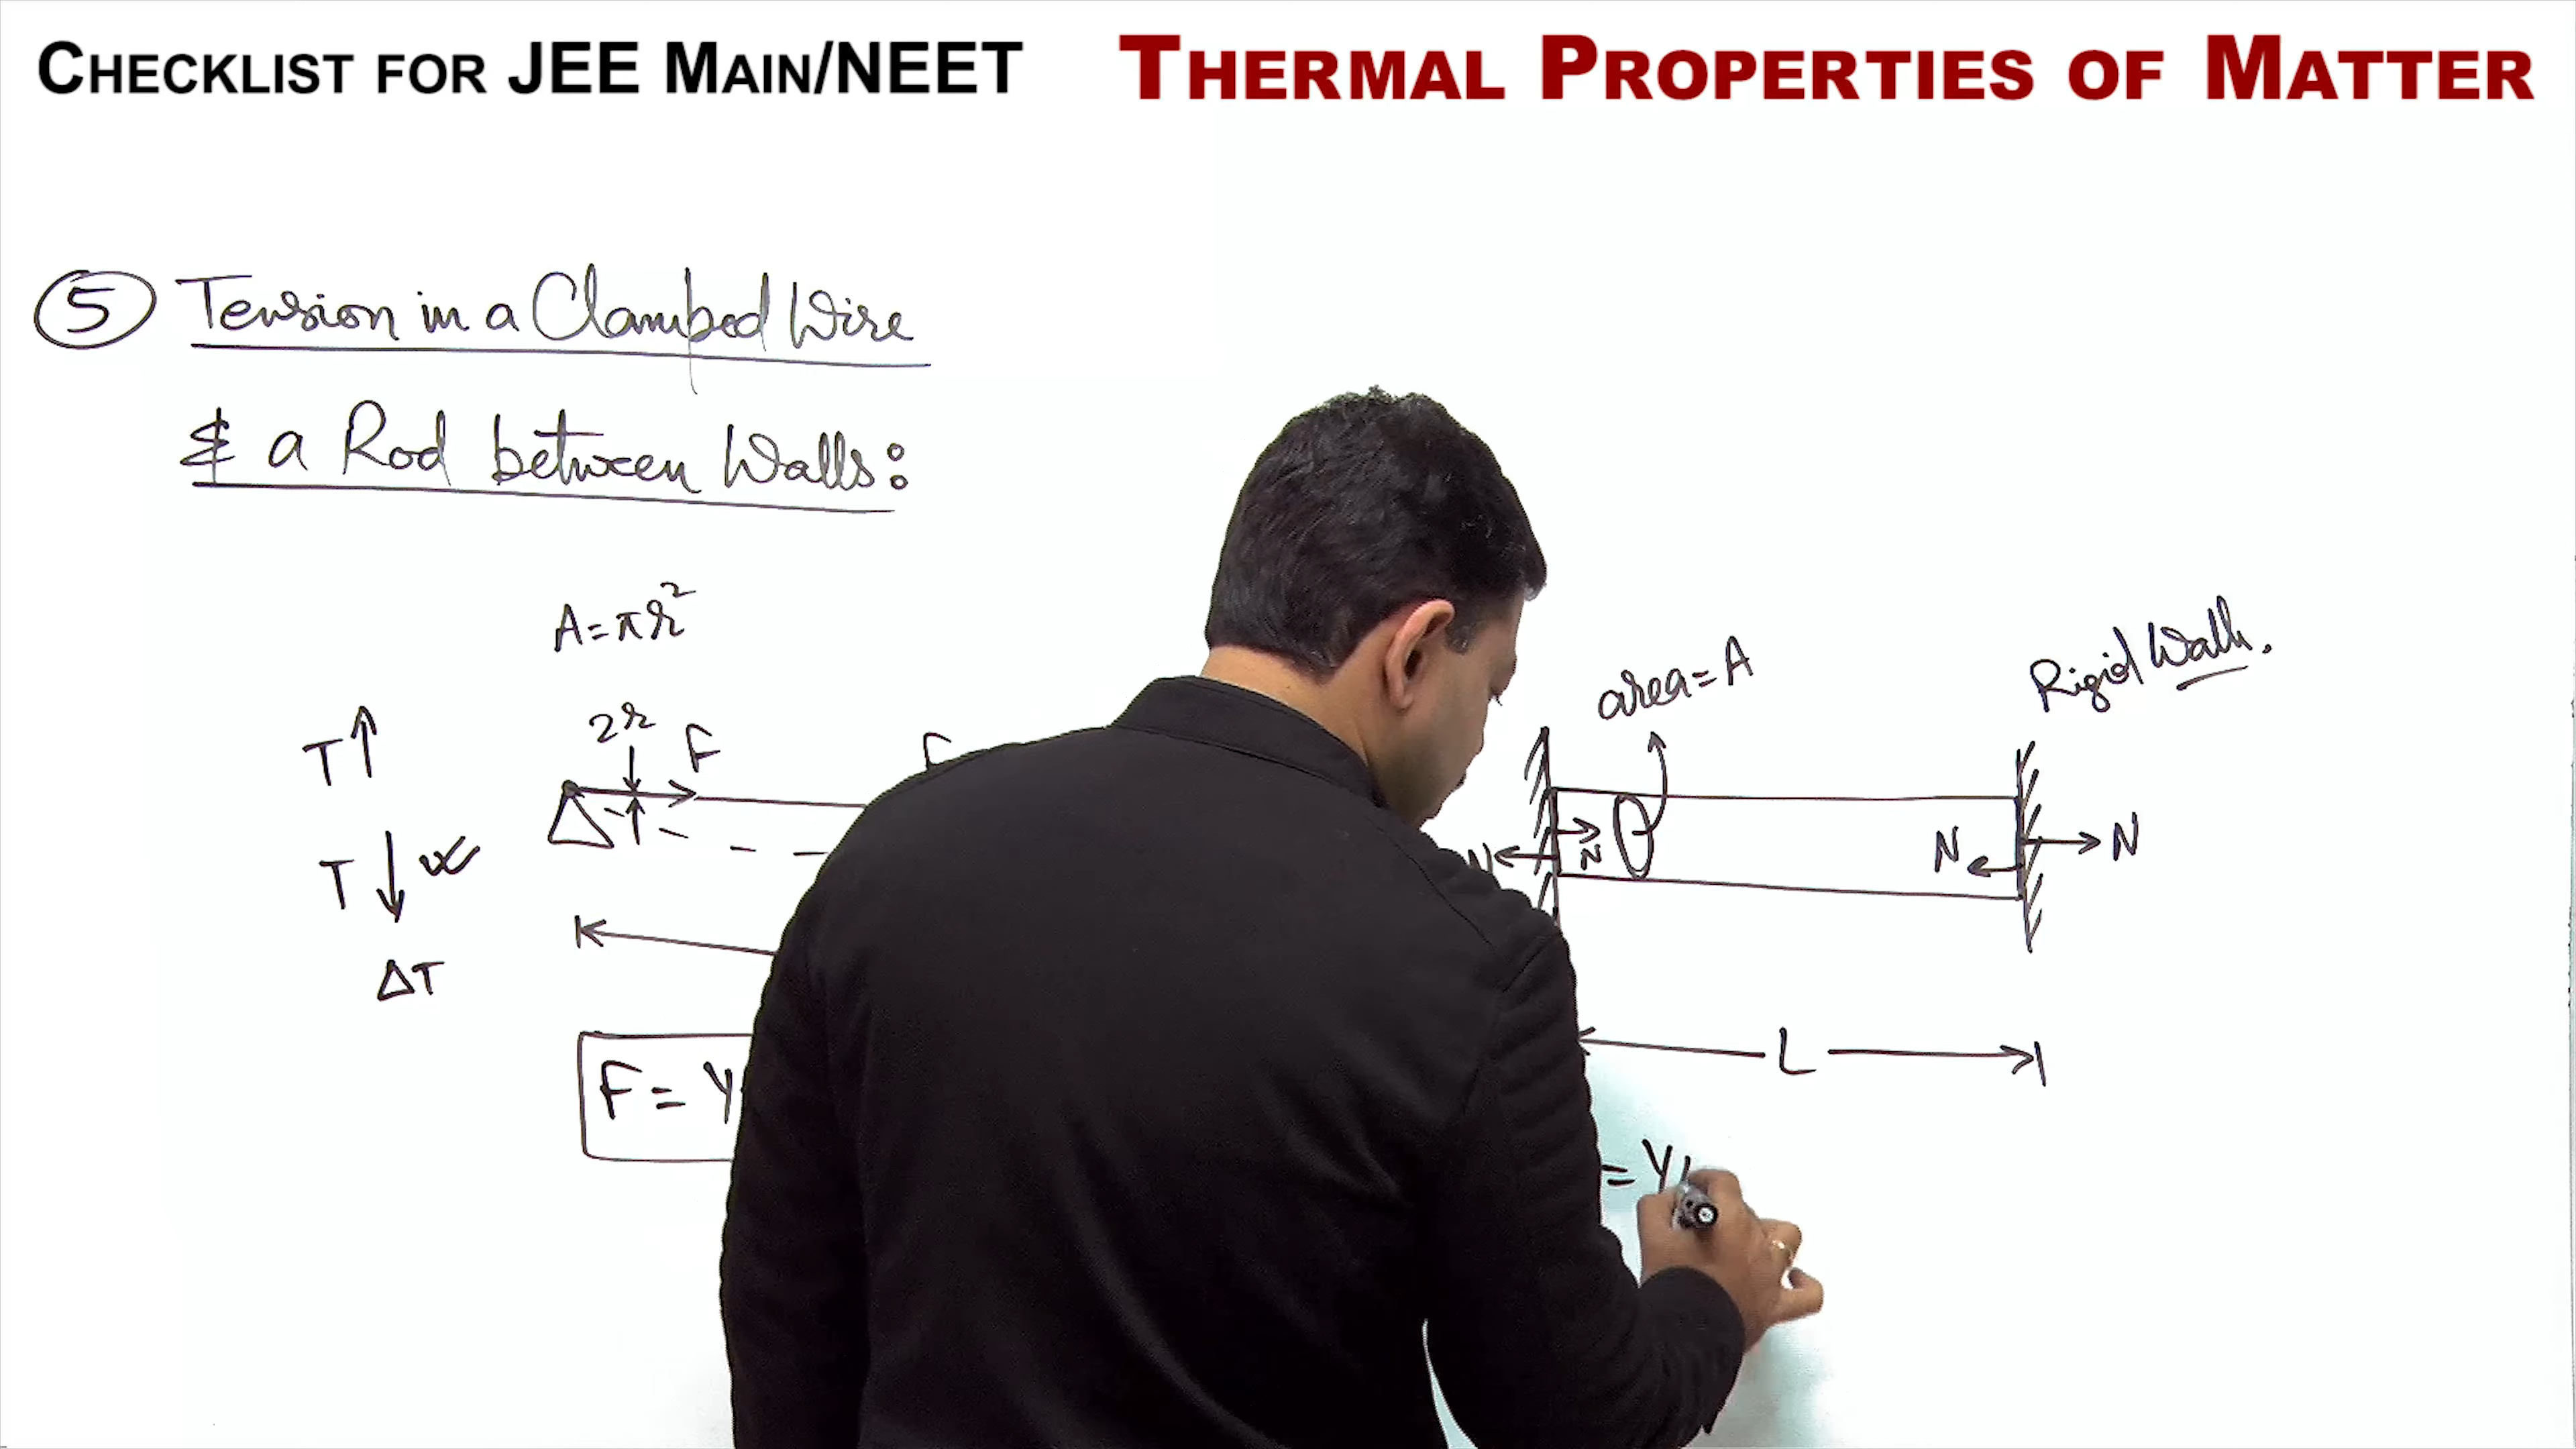 CHECKLIST FOR JEE MAIN/NEET THERMAL PROPERTIES OF MATTER
⑤ Tension in a Clamped Wire
& a Rod between Walls:
A = πr²
2r
F
T↑
T↓
ΔT
F = Y
area = A
Rigid Walls.
N
N
N
L
= Y